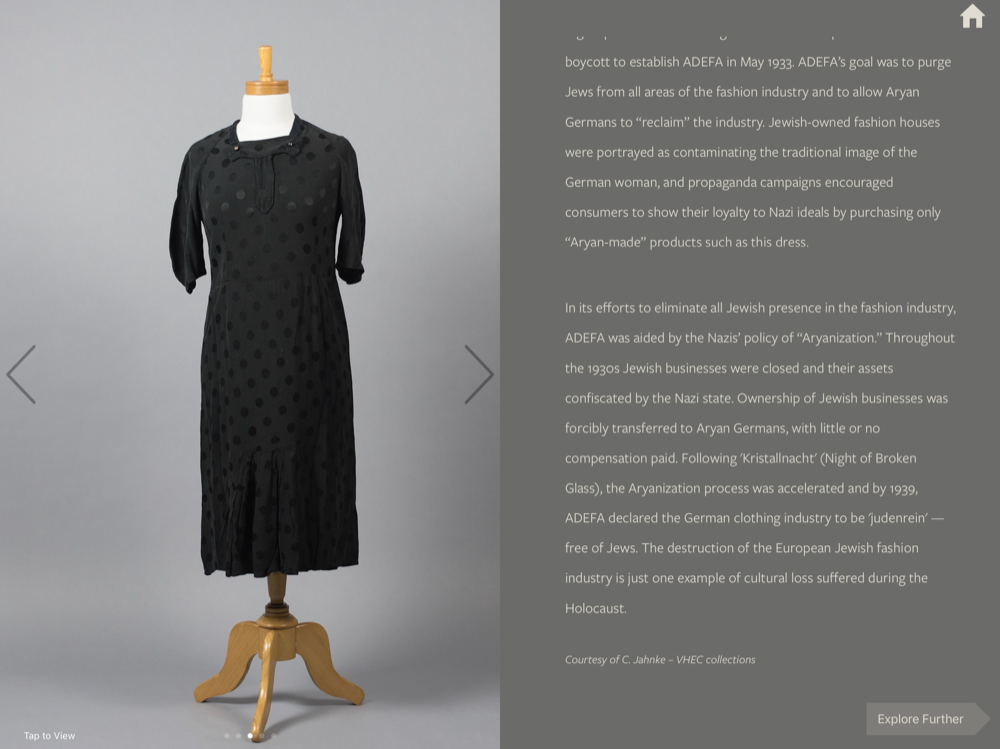 boycott to establish ADEFA in May 1933. ADEFA’s goal was to purge
Jews from all areas of the fashion industry and to allow Aryan
Germans to “reclaim” the industry. Jewish-owned fashion houses
were portrayed as contaminating the traditional image of the
German woman, and propaganda campaigns encouraged
consumers to show their loyalty to Nazi ideals by purchasing only
“Aryan-made” products such as this dress.
In its efforts to eliminate all Jewish presence in the fashion industry,
ADEFA was aided by the Nazis’ policy of “Aryanization.” Throughout
the 1930s Jewish businesses were closed and their assets
confiscated by the Nazi state. Ownership of Jewish businesses was
forcibly transferred to Aryan Germans, with little or no
compensation paid. Following ‘Kristallnacht’ (Night of Broken
Glass), the Aryanization process was accelerated and by 1939,
ADEFA declared the German clothing industry to be ‘judenrein’ —
free of Jews. The destruction of the European Jewish fashion
industry is just one example of cultural loss suffered during the
Holocaust.
Courtesy of C. Jahnke – VHEC collections
Explore Further
Tap to View